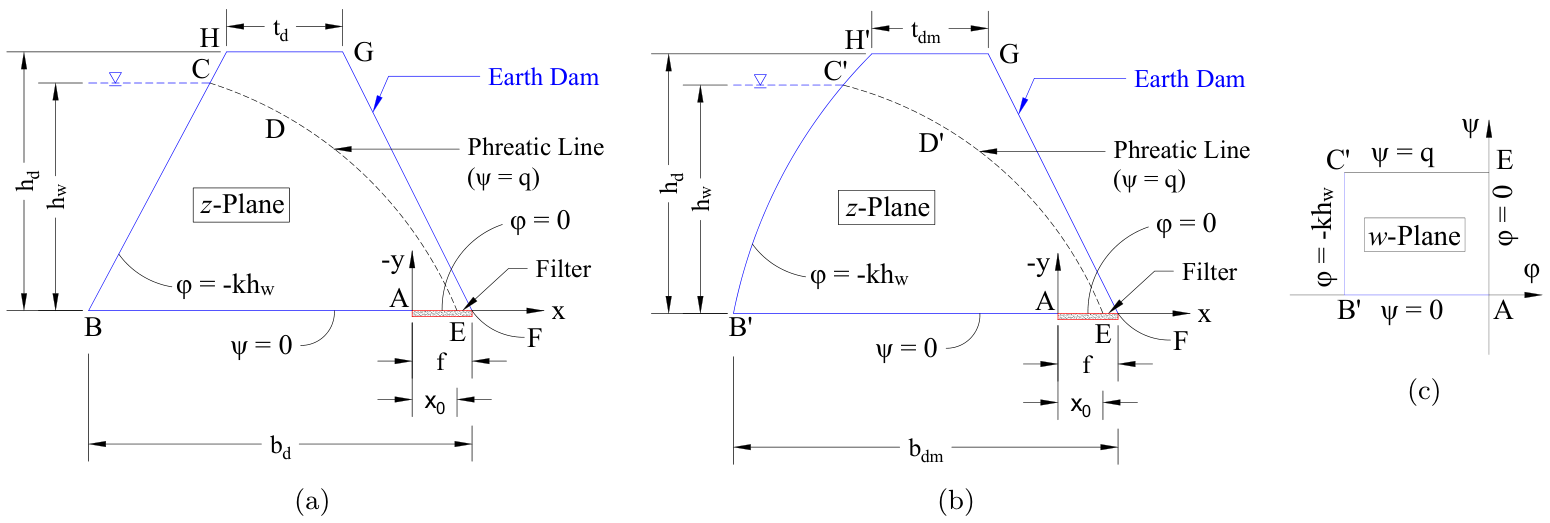 t_d
H
G
C
Earth Dam
D
Phreatic Line
(ψ = q)
h_d
h_w
z-Plane
φ = 0
Filter
-y
φ = -kh_w
A
x
B
E
F
ψ = 0
f
x_0
b_d
(a)
t_dm
H'
G
C'
Earth Dam
D'
Phreatic Line
(ψ = q)
h_d
h_w
z-Plane
φ = 0
Filter
-y
φ = -kh_w
A
x
B'
E
F
ψ = 0
f
x_0
b_dm
(b)
ψ
C'
ψ = q
E
φ = -kh_w
w-Plane
φ = 0
φ
B'
ψ = 0
A
(c)